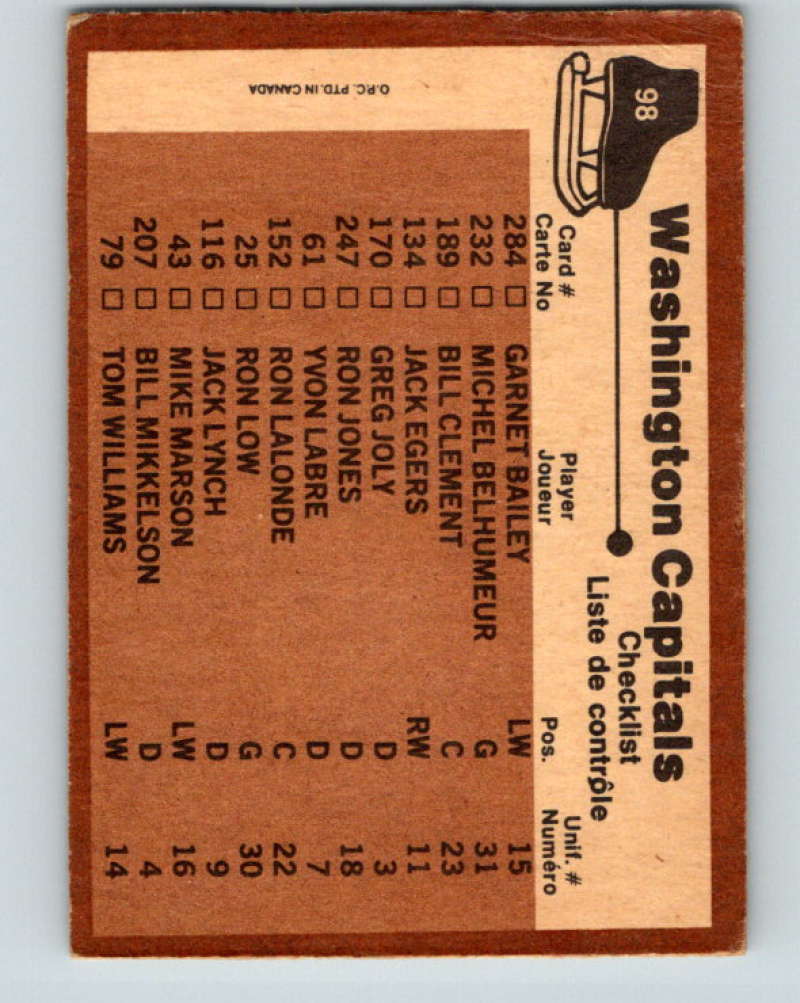 98
Washington Capitals
Checklist
Liste de contrôle
Card # Player Pos. Unif. #
Carte No Joueur Numéro
284 □ GARNET BAILEY LW 15
232 □ MICHEL BELHUMEUR G 31
189 □ BILL CLEMENT C 23
134 □ JACK EGERS RW 11
170 □ GREG JOLY D 3
247 □ RON JONES D 18
61 □ YVON LABRE D 7
152 □ RON LALONDE C 22
25 □ RON LOW G 30
116 □ JACK LYNCH D 9
43 □ MIKE MARSON LW 16
207 □ BILL MIKKELSON D 4
79 □ TOM WILLIAMS LW 14
O.P.C. PTD. IN CANADA